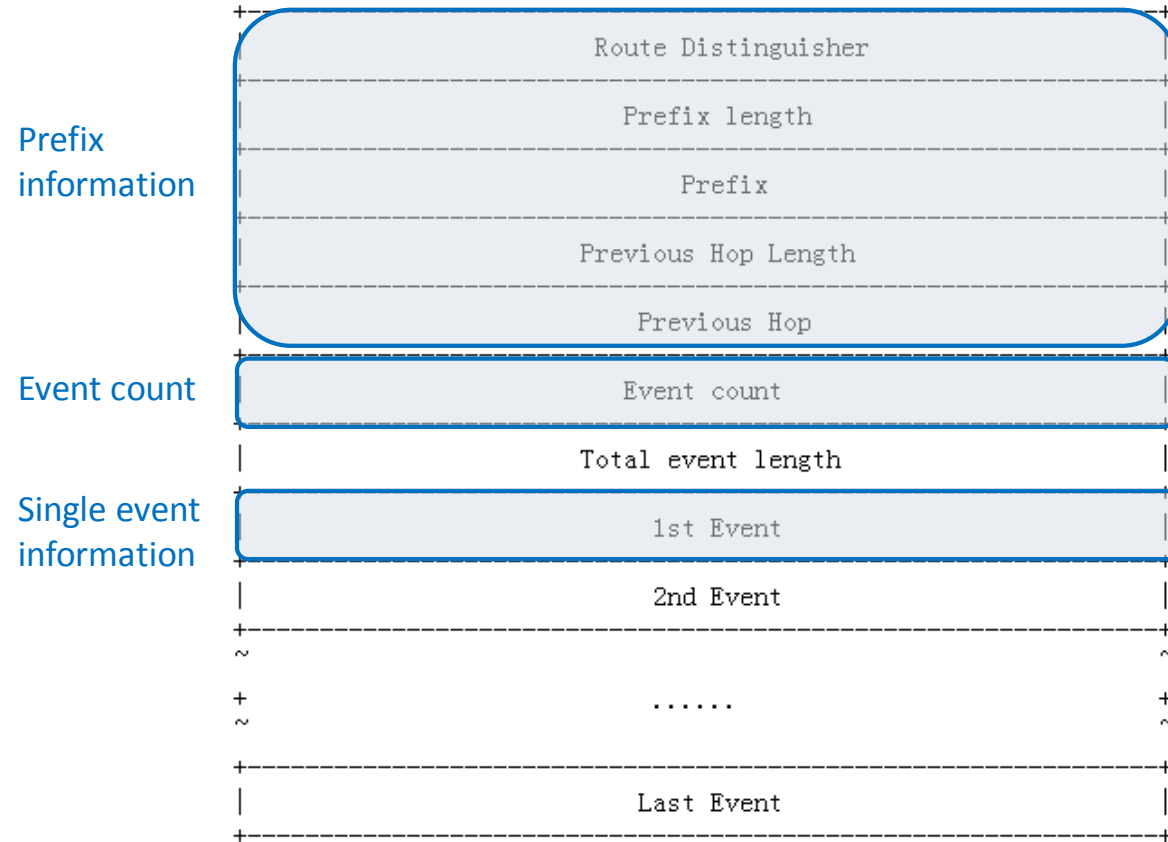 Route Distinguisher
Prefix length
Prefix
information
Prefix
Previous Hop Length
Previous Hop
Event count
Event count
Total event length
Single event
information
1st Event
2nd Event
......
Last Event